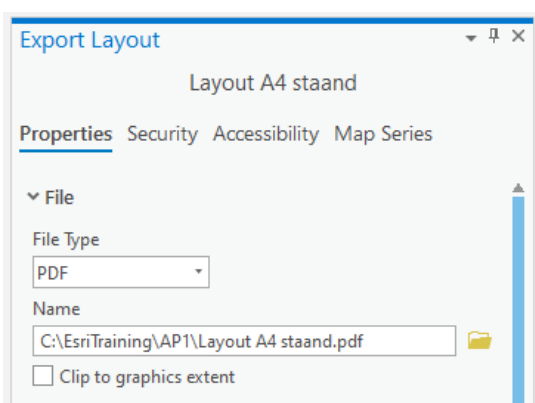 Export Layout
Layout A4 staand
Properties Security Accessibility Map Series
File
File Type
PDF
Name
C:\EsriTraining\AP1\Layout A4 staand.pdf
Clip to graphics extent